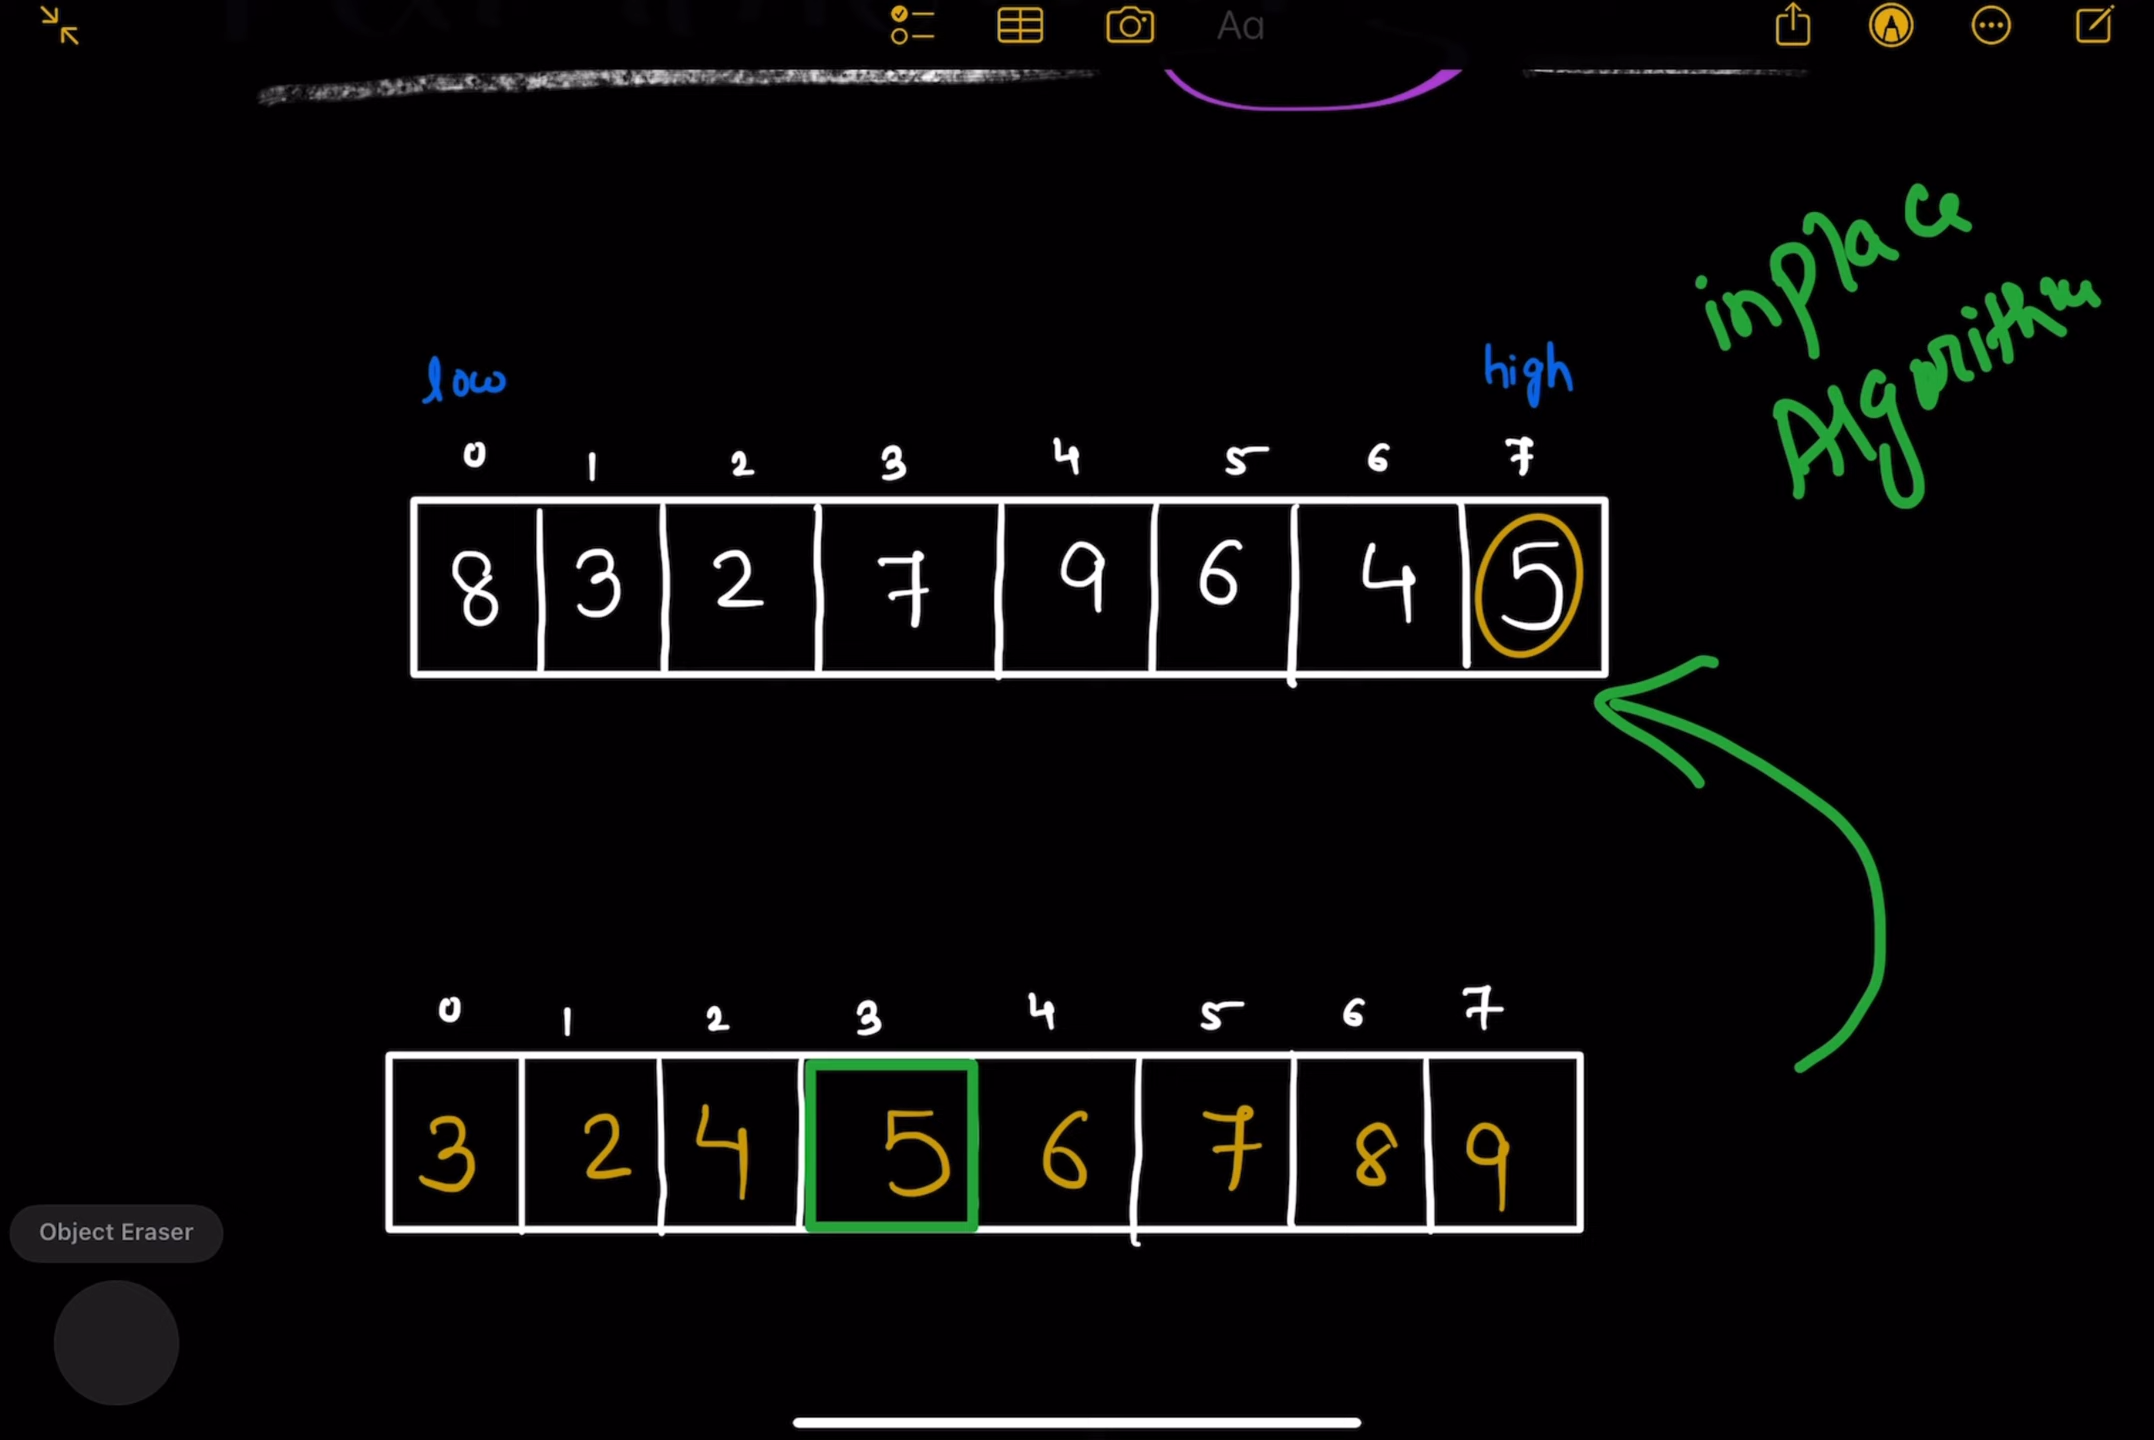 Aa
inplace
Algorithm
low high
0 1 2 3 4 5 6 7
8 3 2 7 9 6 4 5
0 1 2 3 4 5 6 7
3 2 4 5 6 7 8 9
Object Eraser